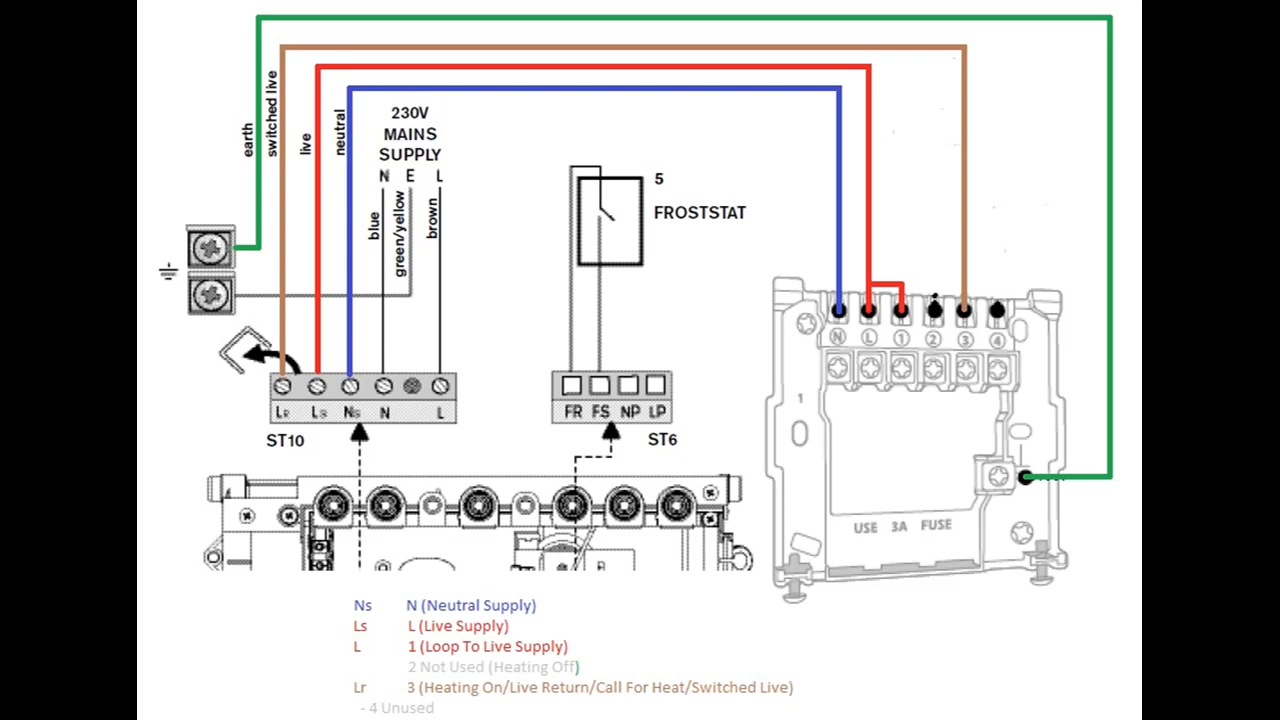 earth
switched live
live
neutral
230V
MAINS
SUPPLY
N E L
blue
green/yellow
brown
5
FROSTSTAT
LR LS NS N L
ST10
FR FS NP LP
ST6
N L 1 2 3 4
1
USE 3A FUSE
Ns N (Neutral Supply)
Ls L (Live Supply)
L 1 (Loop To Live Supply)
2 Not Used (Heating Off)
Lr 3 (Heating On/Live Return/Call For Heat/Switched Live)
- 4 Unused